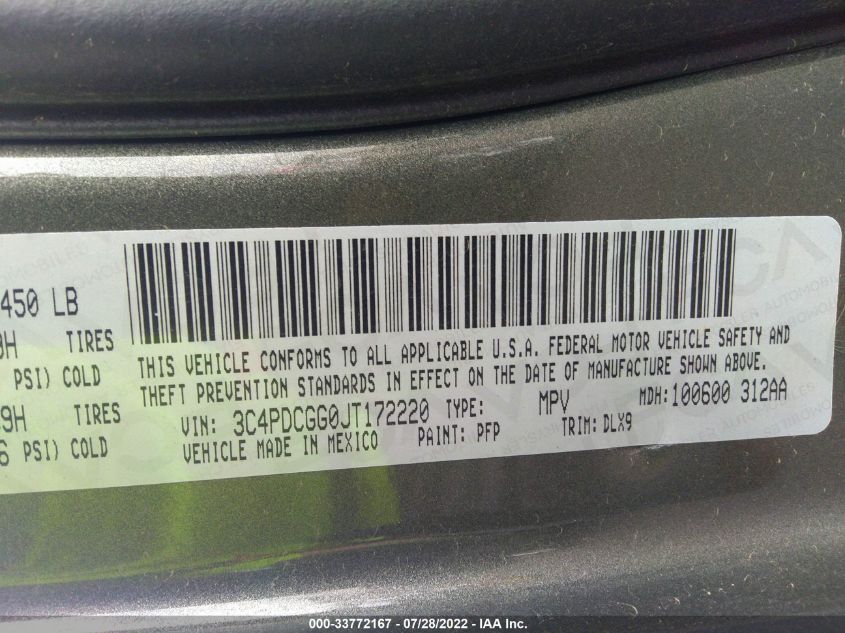 450 LB
TIRES
PSI) COLD
9H TIRES
PSI) COLD
THIS VEHICLE CONFORMS TO ALL APPLICABLE U.S.A. FEDERAL MOTOR VEHICLE SAFETY AND
THEFT PREVENTION STANDARDS IN EFFECT ON THE DATE OF MANUFACTURE SHOWN ABOVE.
VIN: 3C4PDCGG0JT172220 TYPE: MPV MDH:100600 312AA
VEHICLE MADE IN MEXICO PAINT: PFP TRIM:DLX9
000-33772167 - 07/28/2022 - IAA Inc.